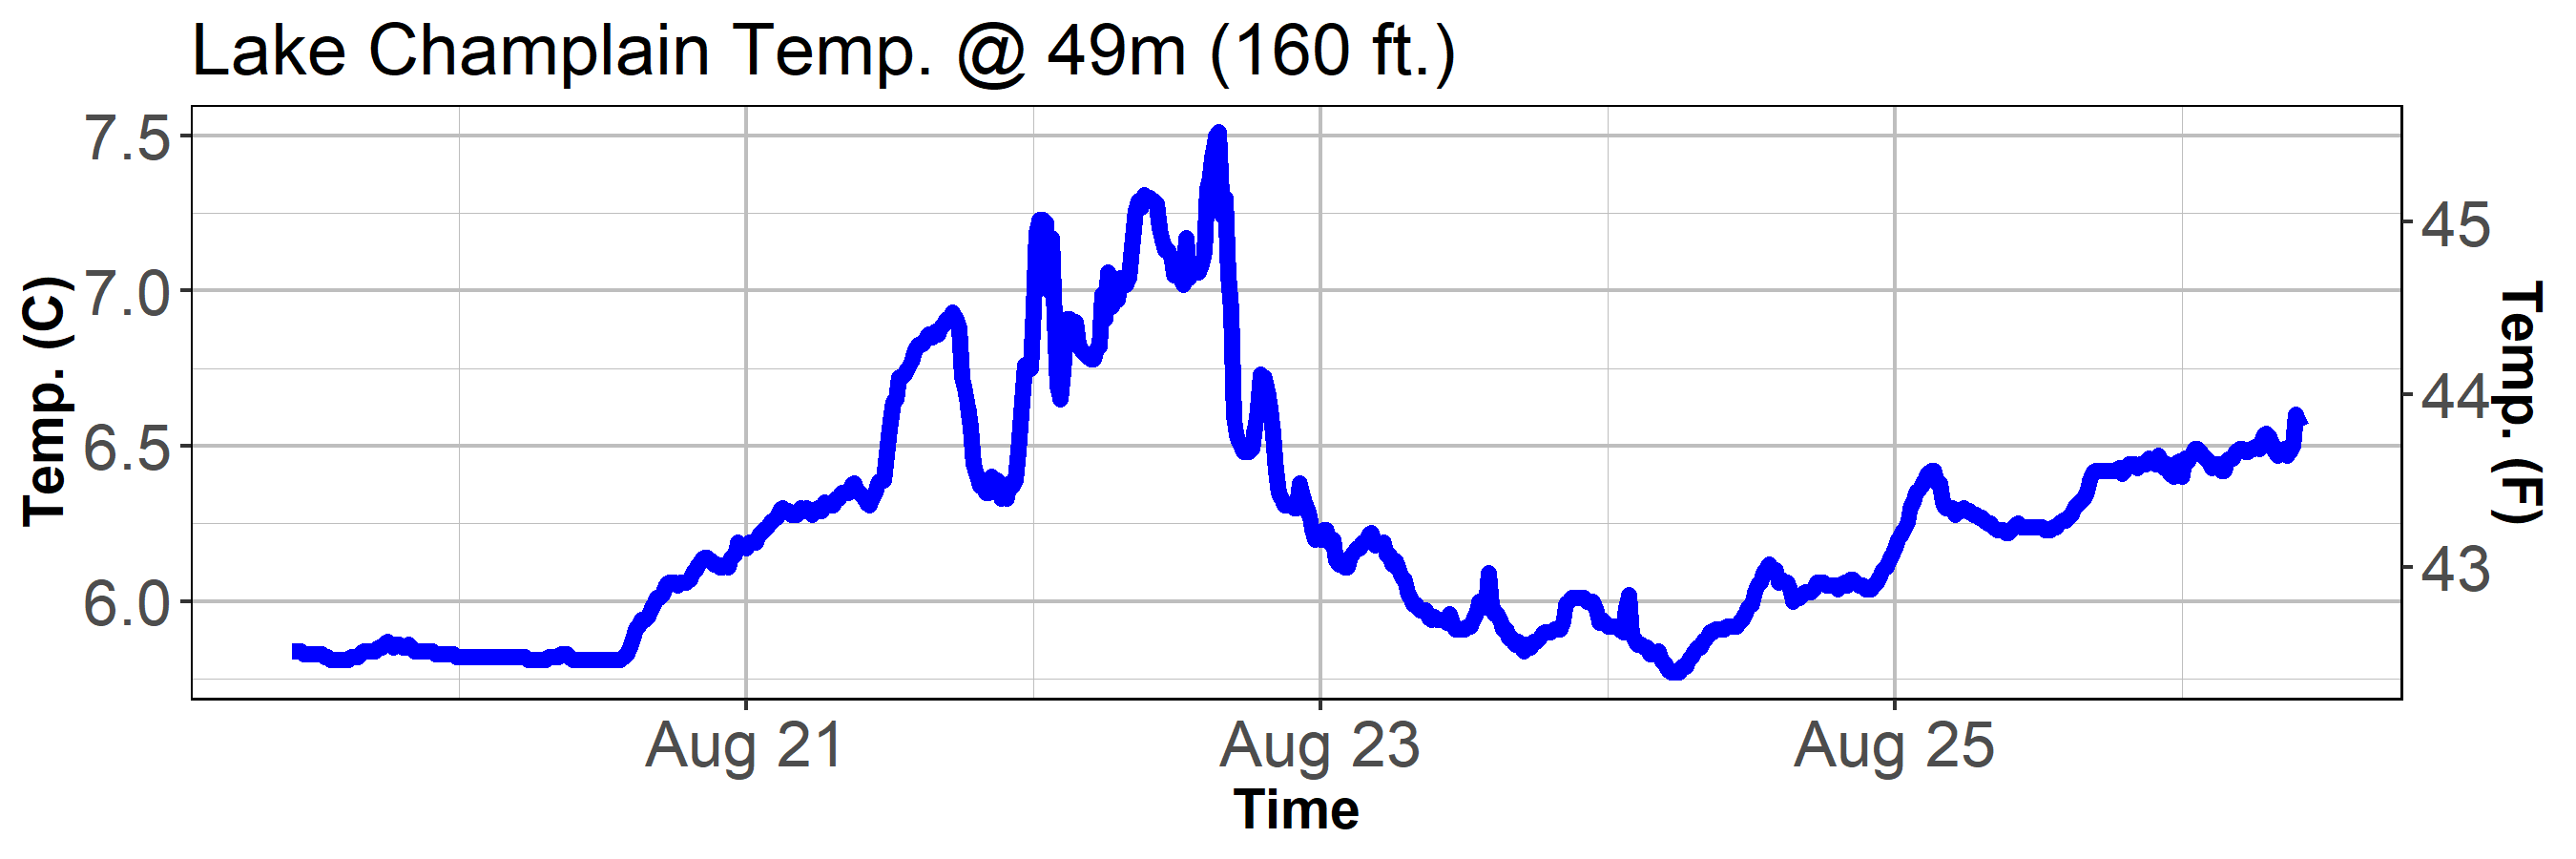 Lake Champlain Temp. @ 49m (160 ft.)
Temp. (C)
7.5
7.0
6.5
6.0
45
44
43
Temp. (F)
Aug 21 Aug 23 Aug 25
Time